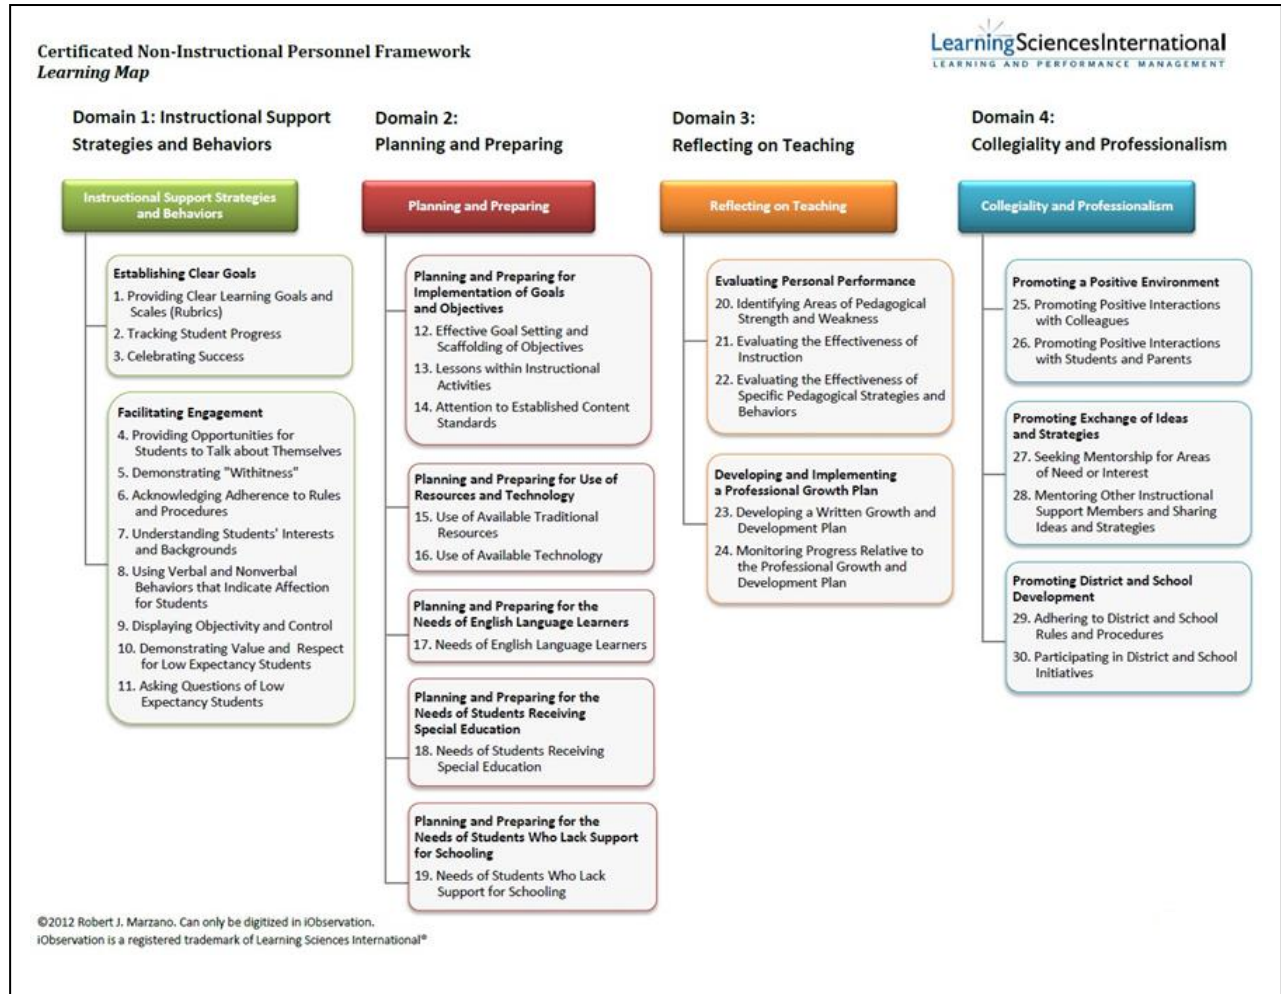 Certificated Non-Instructional Personnel Framework
Learning Map
LearningSciencesInternational
LEARNING AND PERFORMANCE MANAGEMENT
Domain 1: Instructional Support
Strategies and Behaviors
Instructional Support Strategies
and Behaviors
Establishing Clear Goals
1. Providing Clear Learning Goals and
Scales (Rubrics)
2. Tracking Student Progress
3. Celebrating Success
Facilitating Engagement
4. Providing Opportunities for
Students to Talk about Themselves
5. Demonstrating "Withitness"
6. Acknowledging Adherence to Rules
and Procedures
7. Understanding Students' Interests
and Backgrounds
8. Using Verbal and Nonverbal
Behaviors that Indicate Affection
for Students
9. Displaying Objectivity and Control
10. Demonstrating Value and Respect
for Low Expectancy Students
11. Asking Questions of Low
Expectancy Students
Domain 2:
Planning and Preparing
Planning and Preparing
Planning and Preparing for
Implementation of Goals
and Objectives
12. Effective Goal Setting and
Scaffolding of Objectives
13. Lessons within Instructional
Activities
14. Attention to Established Content
Standards
Planning and Preparing for Use of
Resources and Technology
15. Use of Available Traditional
Resources
16. Use of Available Technology
Planning and Preparing for the
Needs of English Language Learners
17. Needs of English Language Learners
Planning and Preparing for the
Needs of Students Receiving
Special Education
18. Needs of Students Receiving
Special Education
Planning and Preparing for the
Needs of Students Who Lack Support
for Schooling
19. Needs of Students Who Lack
Support for Schooling
Domain 3:
Reflecting on Teaching
Reflecting on Teaching
Evaluating Personal Performance
20. Identifying Areas of Pedagogical
Strength and Weakness
21. Evaluating the Effectiveness of
Instruction
22. Evaluating the Effectiveness of
Specific Pedagogical Strategies and
Behaviors
Developing and Implementing
a Professional Growth Plan
23. Developing a Written Growth and
Development Plan
24. Monitoring Progress Relative to
the Professional Growth and
Development Plan
Domain 4:
Collegiality and Professionalism
Collegiality and Professionalism
Promoting a Positive Environment
25. Promoting Positive Interactions
with Colleagues
26. Promoting Positive Interactions
with Students and Parents
Promoting Exchange of Ideas
and Strategies
27. Seeking Mentorship for Areas
of Need or Interest
28. Mentoring Other Instructional
Support Members and Sharing
Ideas and Strategies
Promoting District and School
Development
29. Adhering to District and School
Rules and Procedures
30. Participating in District and School
Initiatives
©2012 Robert J. Marzano. Can only be digitized in iObservation.
iObservation is a registered trademark of Learning Sciences International®